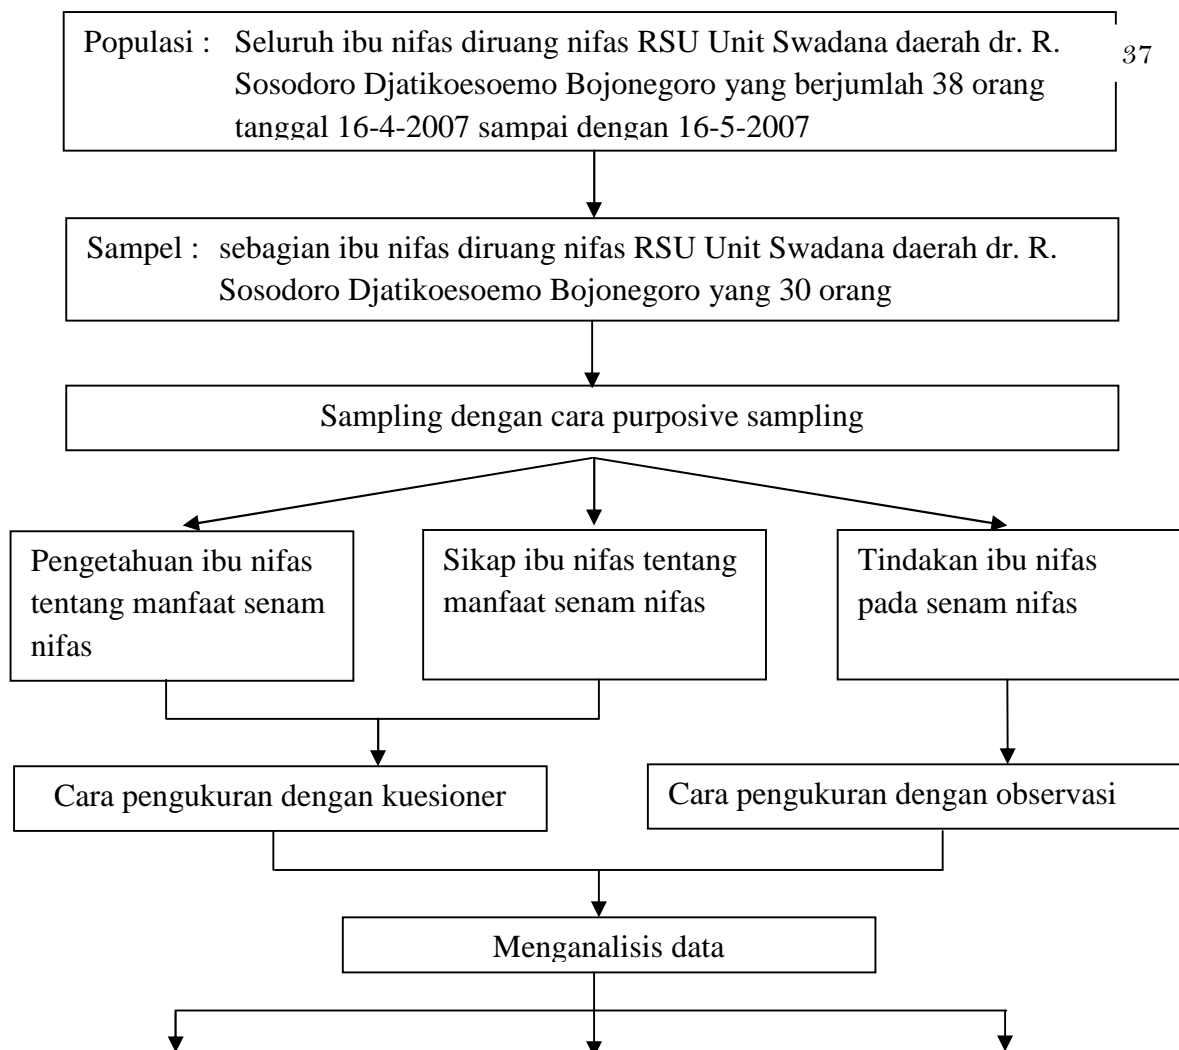 Populasi : Seluruh ibu nifas diruang nifas RSU Unit Swadana daerah dr. R.
Sosodoro Djatikoesoemo Bojonegoro yang berjumlah 38 orang
tanggal 16-4-2007 sampai dengan 16-5-2007
37
Sampel : sebagian ibu nifas diruang nifas RSU Unit Swadana daerah dr. R.
Sosodoro Djatikoesoemo Bojonegoro yang 30 orang
Sampling dengan cara purposive sampling
Pengetahuan ibu nifas
tentang manfaat senam
nifas
Sikap ibu nifas tentang
manfaat senam nifas
Tindakan ibu nifas
pada senam nifas
Cara pengukuran dengan kuesioner
Cara pengukuran dengan observasi
Menganalisis data